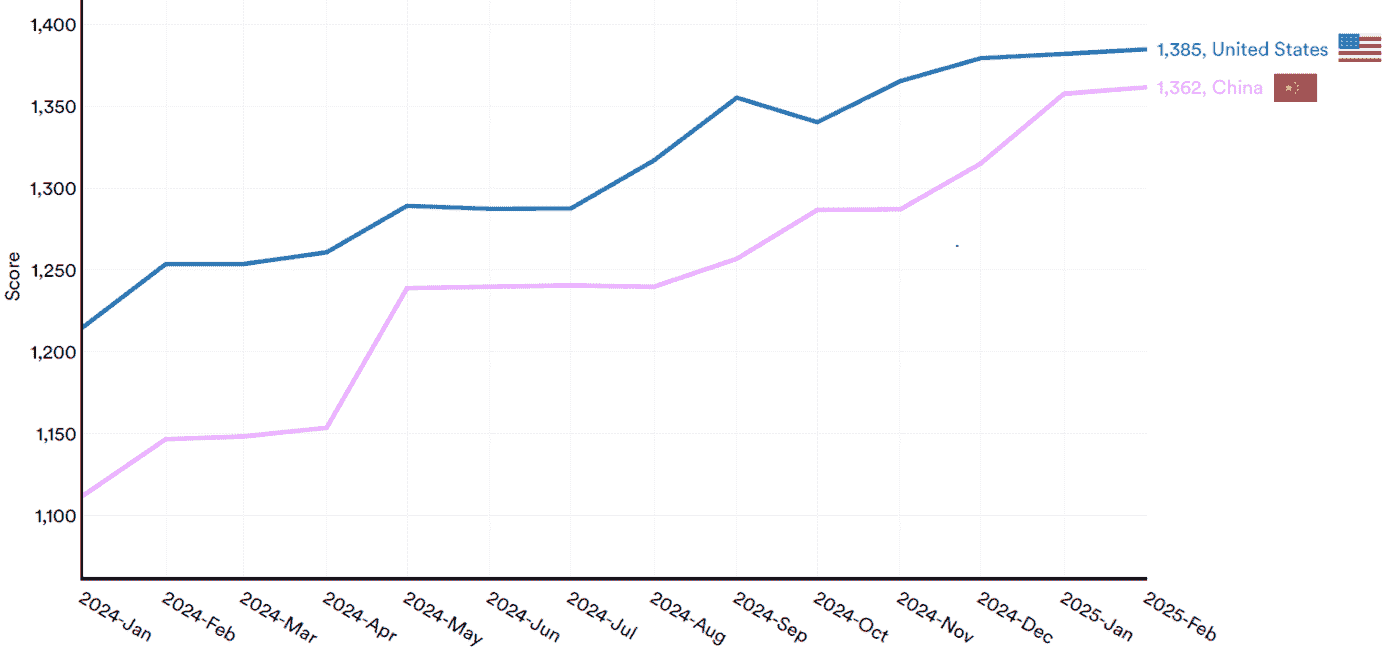 1,400
1,385, United States
1,362, China
1,350
1,300
1,250
1,200
1,150
1,100
Score
2024-Jan
2024-Feb
2024-Mar
2024-Apr
2024-May
2024-Jun
2024-Jul
2024-Aug
2024-Sep
2024-Oct
2024-Nov
2024-Dec
2025-Jan
2025-Feb